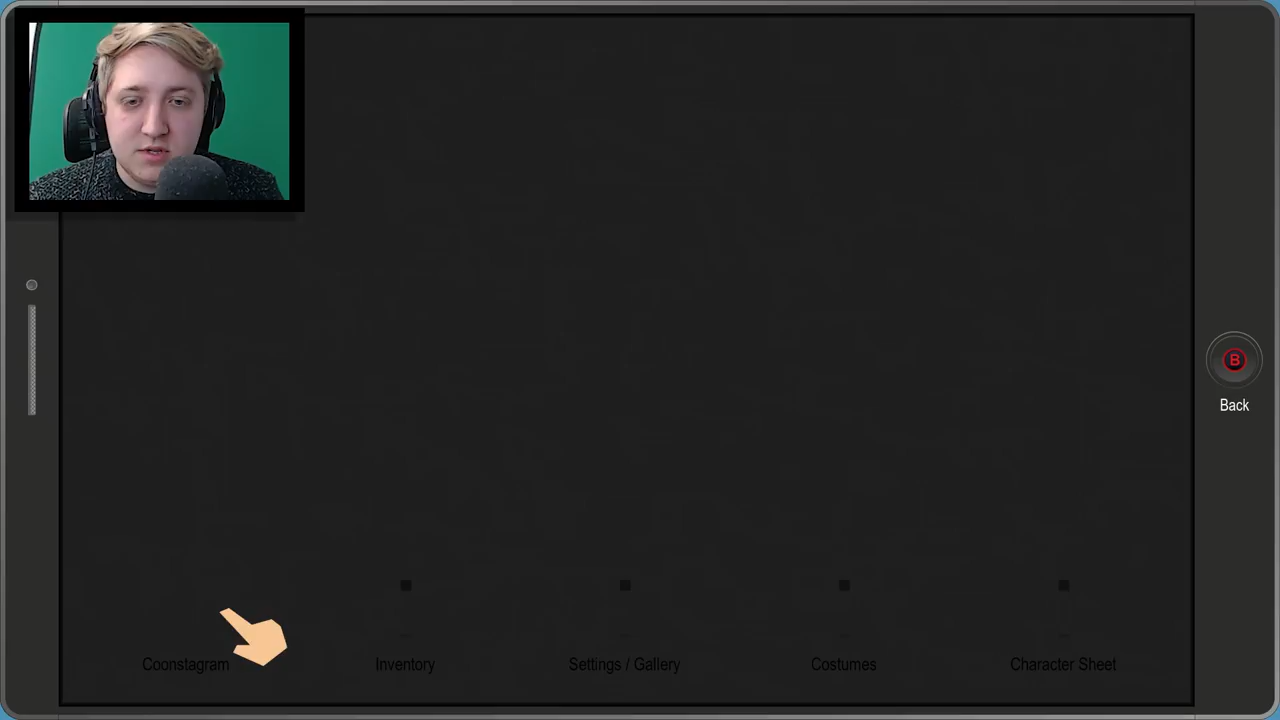 B
Back
Coonstagram
Inventory
Settings / Gallery
Costumes
Character Sheet